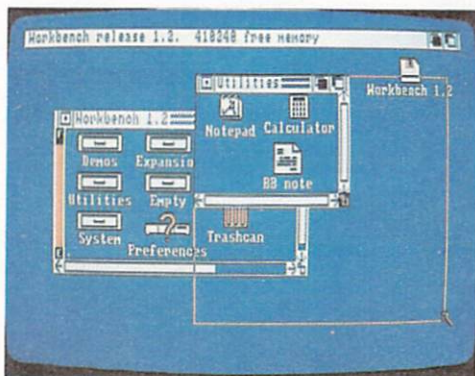 Workbench release 1.2. 418248 free memory
Utilities
Workbench 1.2
Notepad Calculator
Workbench 1.2
Demos Expansio
BB note
Utilities Empty
System Preferences
Trashcan